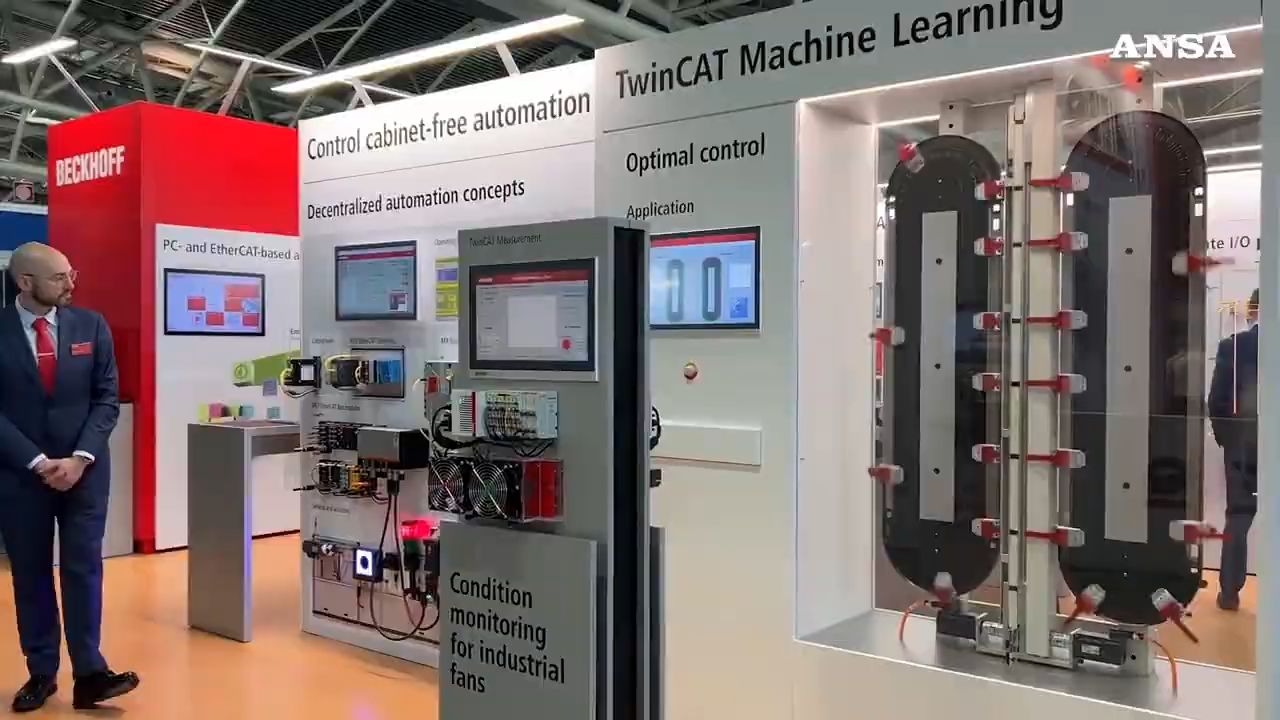 ANSA
BECKHOFF
PC- and EtherCAT-based a
Control cabinet-free automation
Decentralized automation concepts
TwinCAT Machine Learning
Optimal control
Application
TwinCAT Measurement
Condition
monitoring
for industrial
fans
te I/O